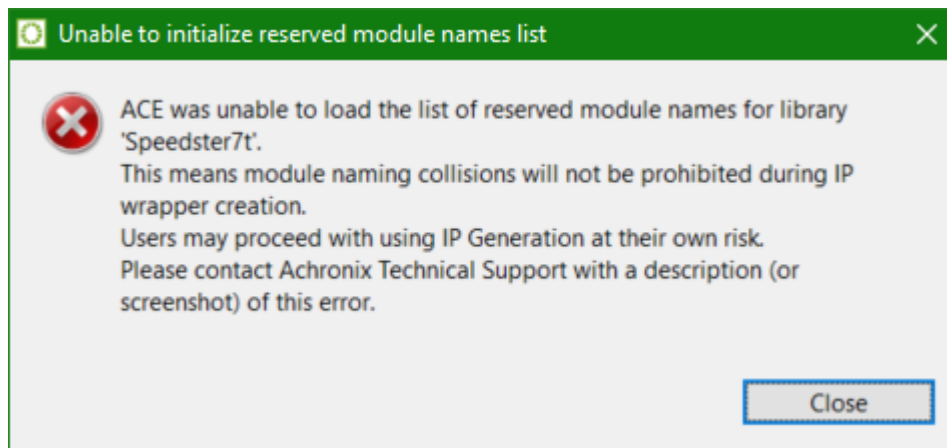 Unable to initialize reserved module names list
ACE was unable to load the list of reserved module names for library
'Speedster7t'.
This means module naming collisions will not be prohibited during IP
wrapper creation.
Users may proceed with using IP Generation at their own risk.
Please contact Achronix Technical Support with a description (or
screenshot) of this error.
Close